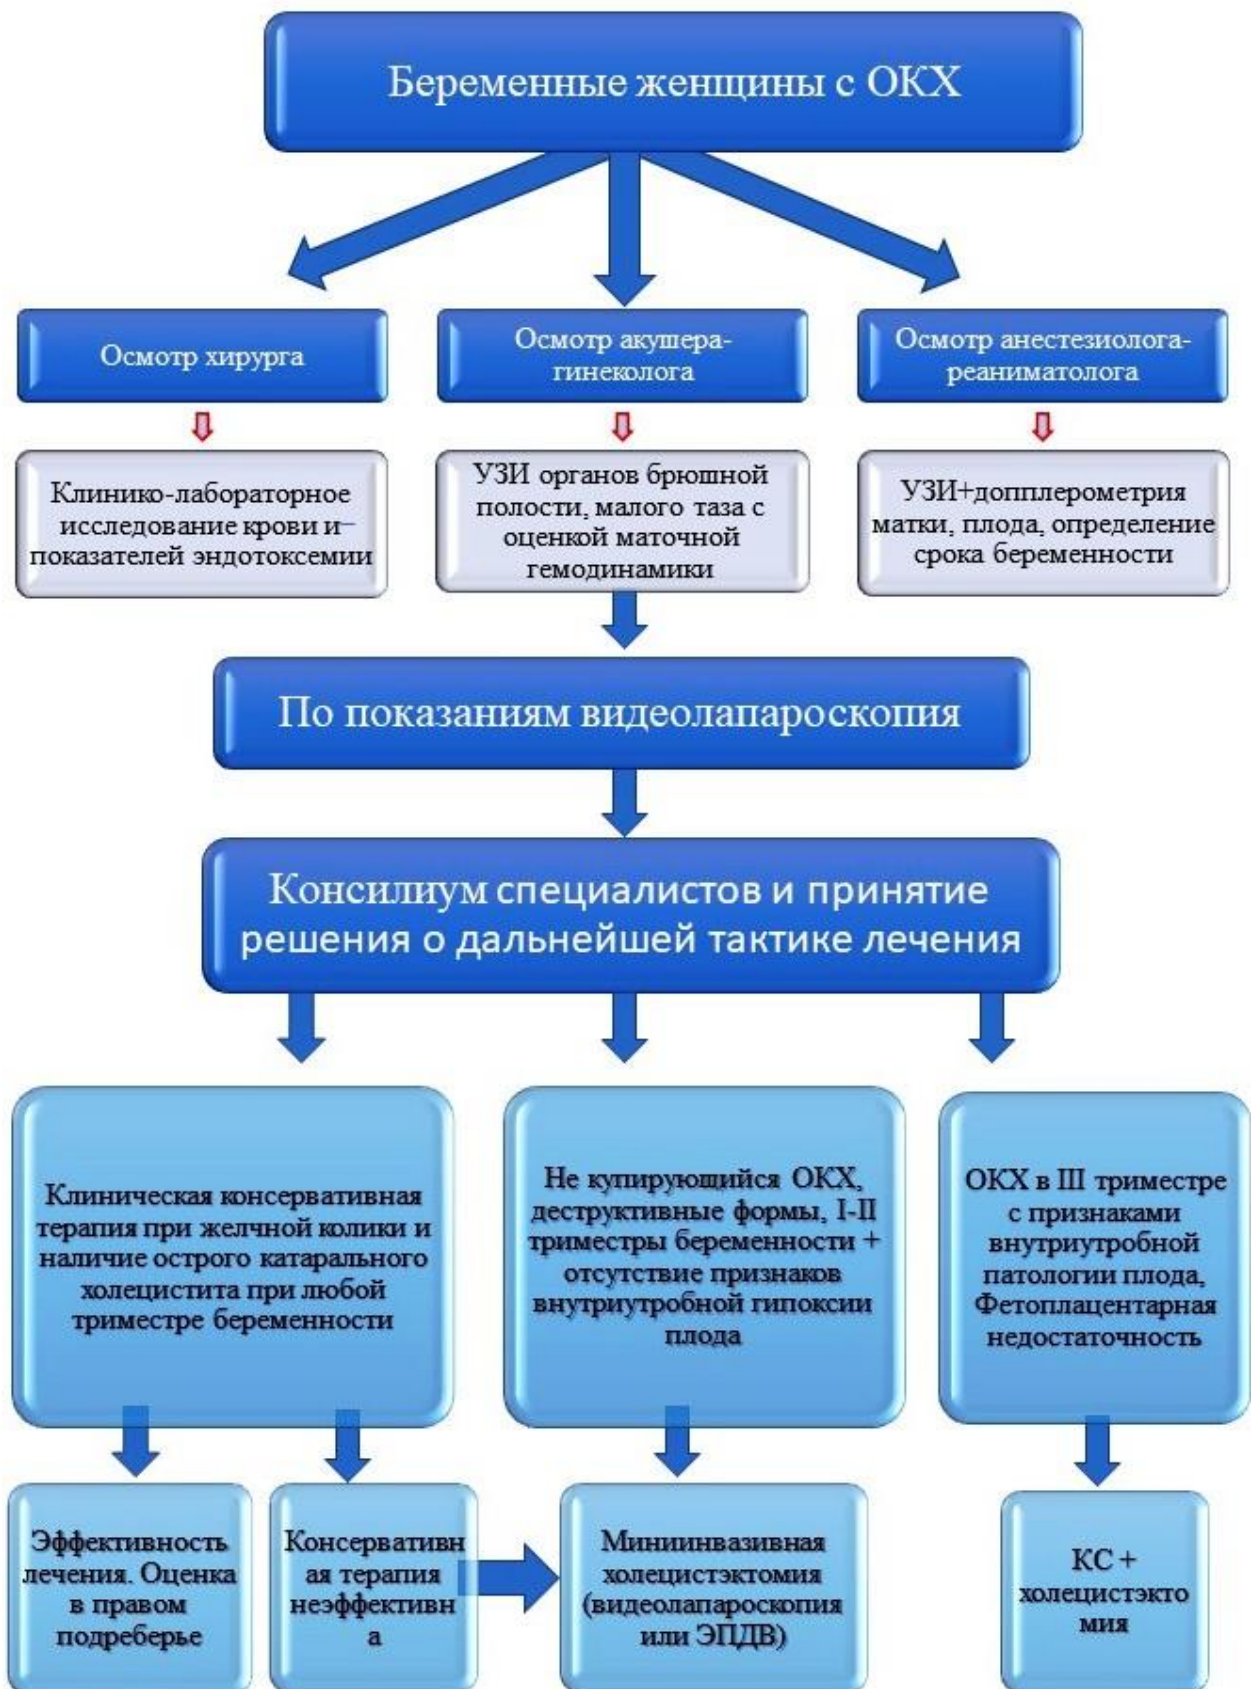 Беременные женщины с ОКХ
Осмотр хирурга
Осмотр акушера-
гинеколога
Осмотр анестезиолога-
реаниматолога
Клинико-лабораторное
исследование крови и–
показателей эндотоксемии
УЗИ органов брюшной
полости, малого таза с
оценкой маточной
гемодинамики
УЗИ+допплерометрия
матки, плода, определение
срока беременности
По показаниям видеолапароскопия
Консилиум специалистов и принятие
решения о дальнейшей тактике лечения
Клиническая консервативная
терапия при желчной колики и
наличие острого катарального
холецистита при любой
триместре беременности
Не купирующийся ОКХ,
деструктивные формы, I-II
триместры беременности +
отсутствие признаков
внутриутробной гипоксии
плода
ОКХ в III триместре
с признаками
внутриутробной
патологии плода,
Фетоплацентарная
недостаточность
Эффективность
лечения. Оценка
в правом
подреберье
Консервативн
ая терапия
неэффективн
а
Миниинвазивная
холецистэктомия
(видеолапароскопия
или ЭПДВ)
КС +
холецистэкто
мия